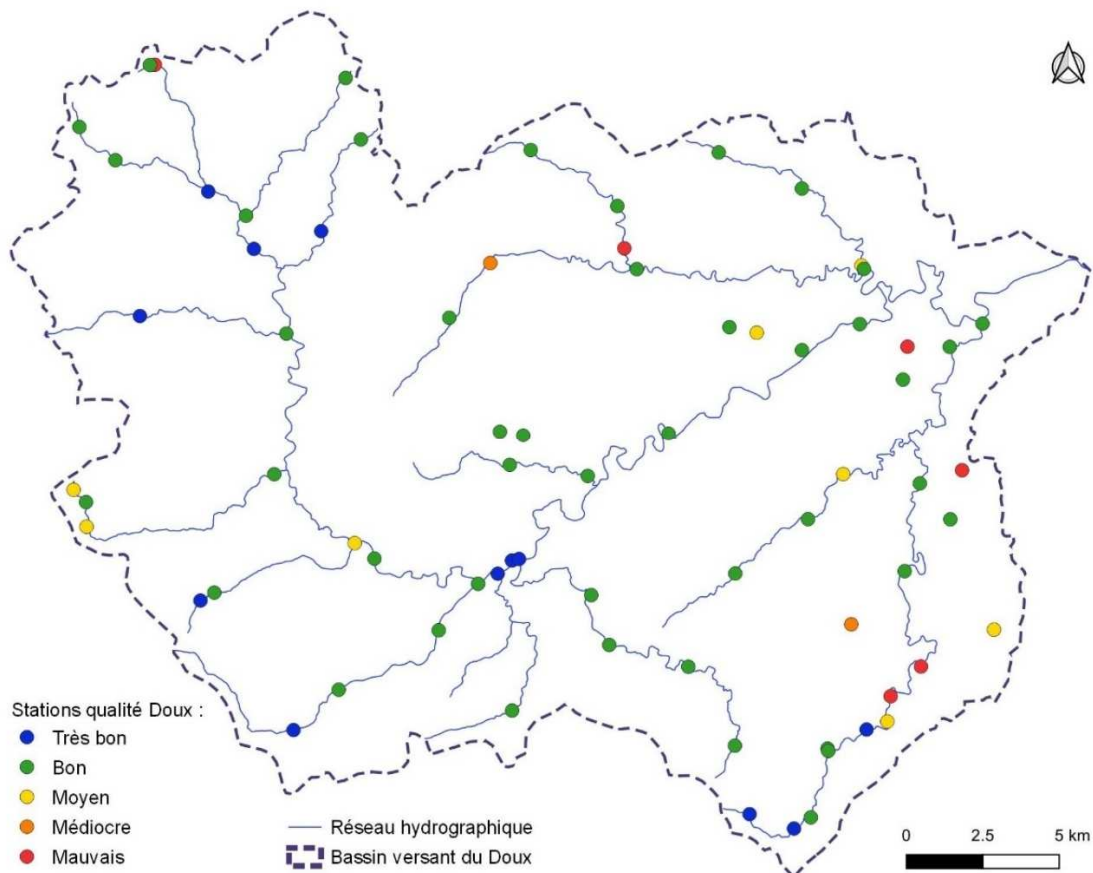 Stations qualité Doux :
Très bon
Bon
Moyen
Médiocre
Mauvais
Réseau hydrographique
Bassin versant du Doux
0 2.5 5 km